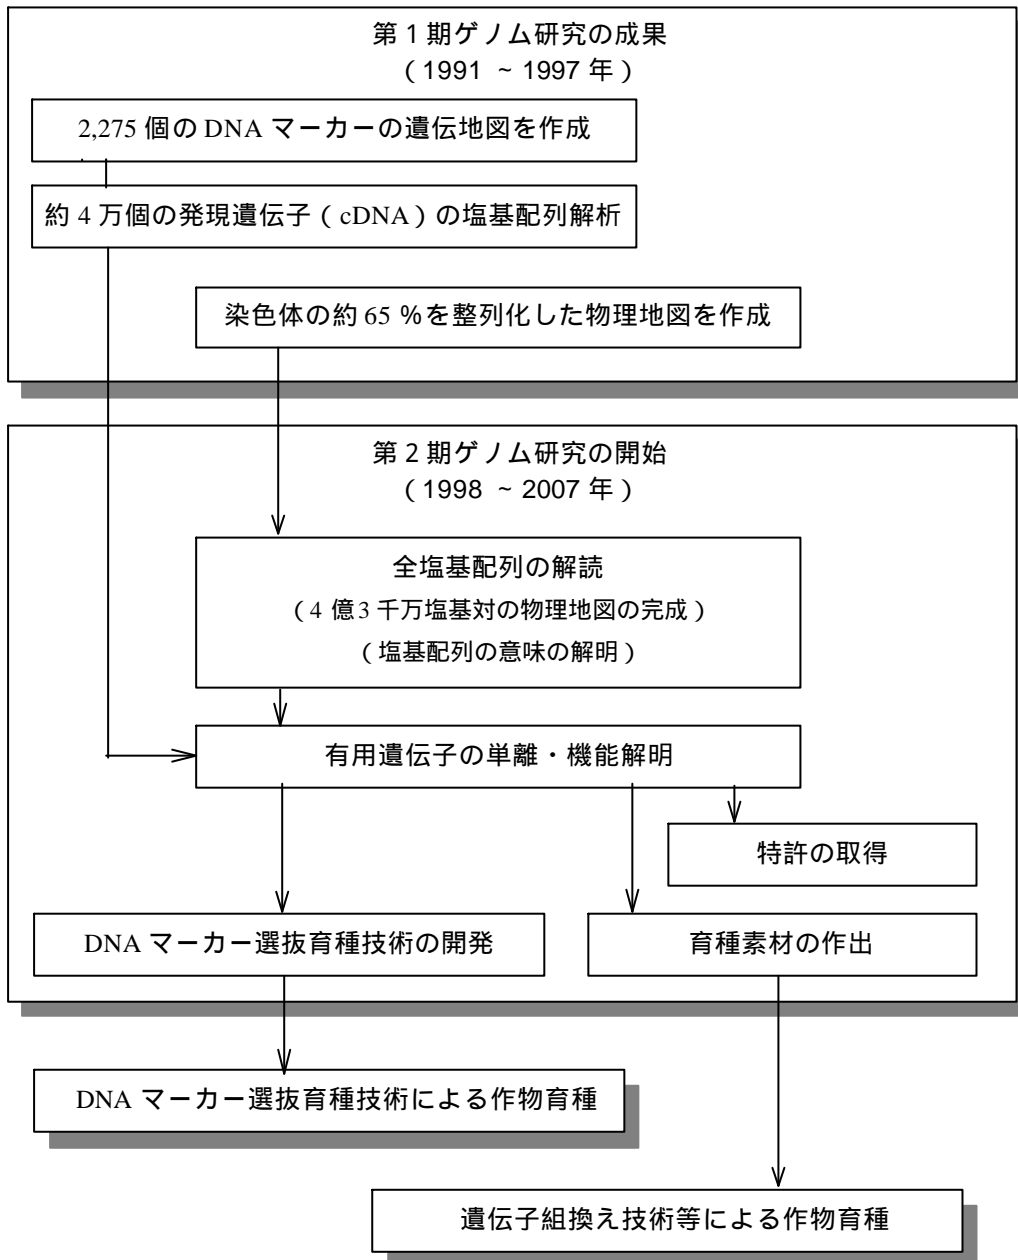 第１期ゲノム研究の成果
（1991 ~ 1997 年）
2,275 個の DNA マーカーの遺伝地図を作成
約 4 万個の発現遺伝子（cDNA）の塩基配列解析
染色体の約 65 %を整列化した物理地図を作成
第２期ゲノム研究の開始
（1998 ~ 2007 年）
全塩基配列の解読
（4 億3 千万塩基対の物理地図の完成）
（塩基配列の意味の解明）
有用遺伝子の単離・機能解明
特許の取得
DNA マーカー選抜育種技術の開発
育種素材の作出
DNA マーカー選抜育種技術による作物育種
遺伝子組換え技術等による作物育種